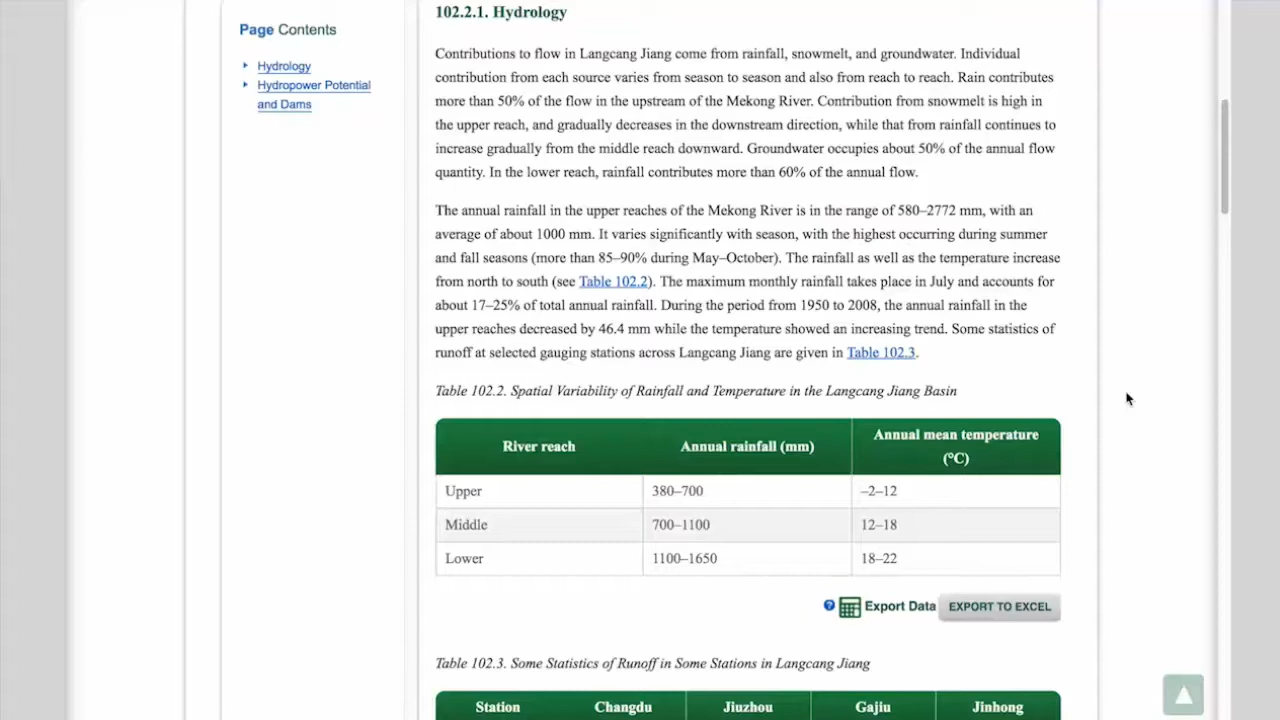 102.2.1. Hydrology
Page Contents
Hydrology
Hydropower Potential
and Dams
Contributions to flow in Langcang Jiang come from rainfall, snowmelt, and groundwater. Individual
contribution from each source varies from season to season and also from reach to reach. Rain contributes
more than 50% of the flow in the upstream of the Mekong River. Contribution from snowmelt is high in
the upper reach, and gradually decreases in the downstream direction, while that from rainfall continues to
increase gradually from the middle reach downward. Groundwater occupies about 50% of the annual flow
quantity. In the lower reach, rainfall contributes more than 60% of the annual flow.
The annual rainfall in the upper reaches of the Mekong River is in the range of 580–2772 mm, with an
average of about 1000 mm. It varies significantly with season, with the highest occurring during summer
and fall seasons (more than 85–90% during May–October). The rainfall as well as the temperature increase
from north to south (see Table 102.2). The maximum monthly rainfall takes place in July and accounts for
about 17–25% of total annual rainfall. During the period from 1950 to 2008, the annual rainfall in the
upper reaches decreased by 46.4 mm while the temperature showed an increasing trend. Some statistics of
runoff at selected gauging stations across Langcang Jiang are given in Table 102.3.
Table 102.2. Spatial Variability of Rainfall and Temperature in the Langcang Jiang Basin
River reach Annual rainfall (mm) Annual mean temperature
(°C)
Upper 380–700 –2–12
Middle 700–1100 12–18
Lower 1100–1650 18–22
? Export Data EXPORT TO EXCEL
Table 102.3. Some Statistics of Runoff in Some Stations in Langcang Jiang
Station Changdu Jiuzhou Gajiu Jinhong